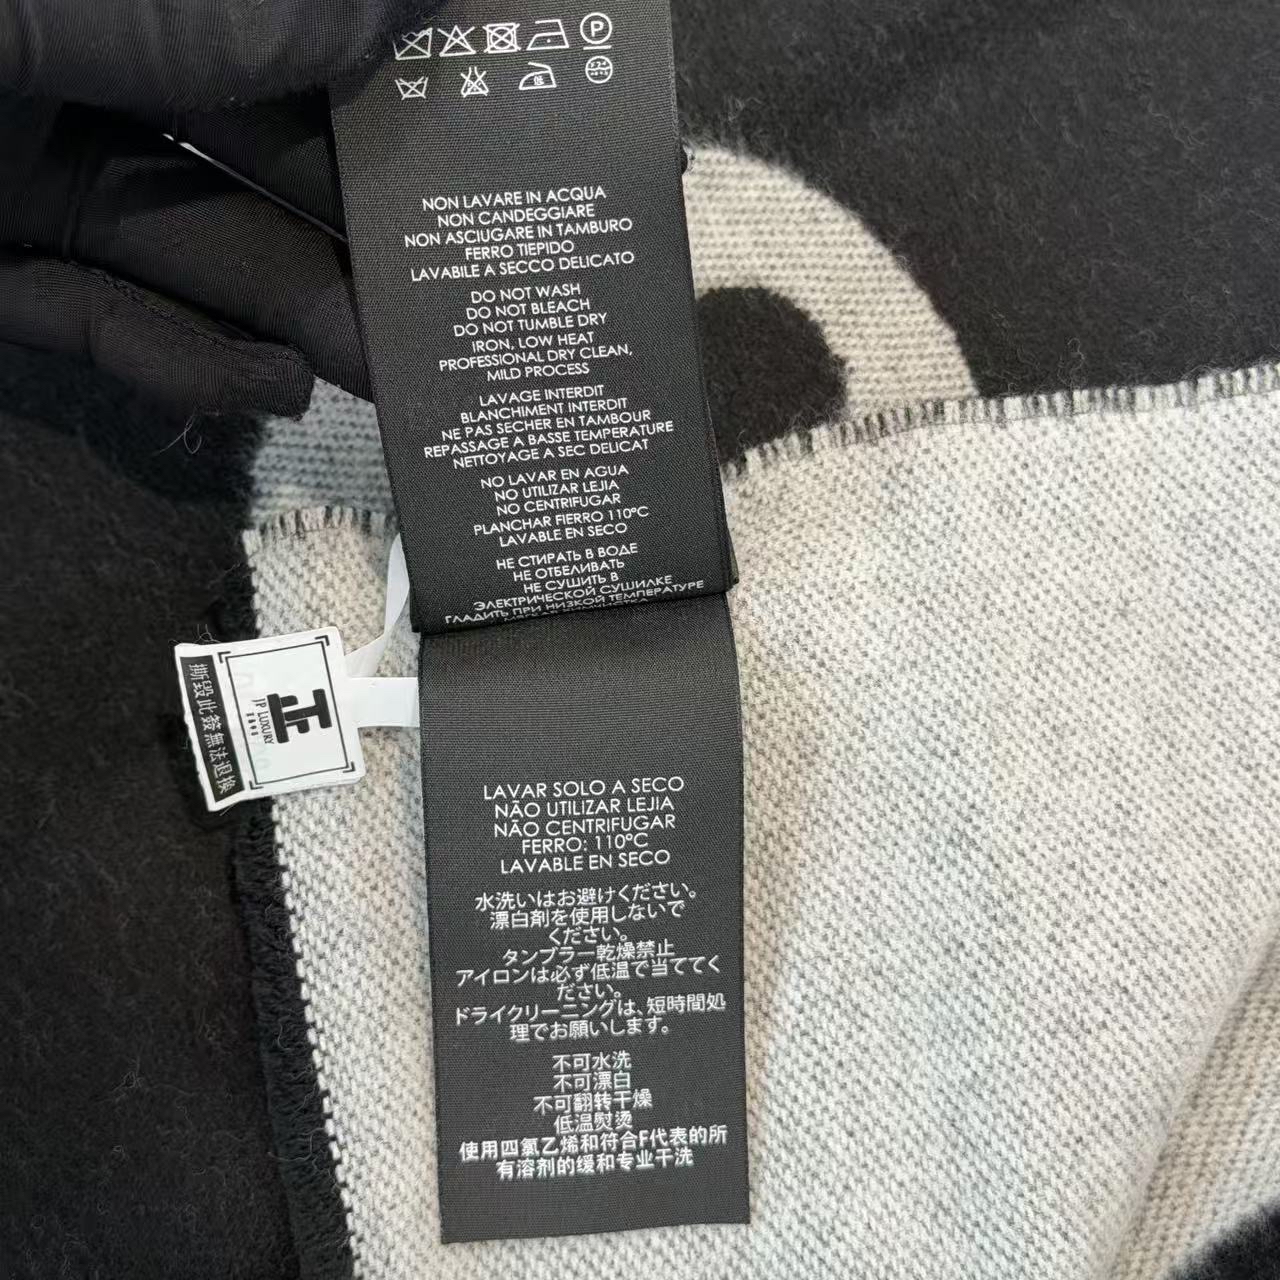 P
低
NON LAVARE IN ACQUA
NON CANDEGGIARE
NON ASCIUGARE IN TAMBURO
FERRO TIEPIDO
LAVABILE A SECCO DELICATO
DO NOT WASH
DO NOT BLEACH
DO NOT TUMBLE DRY
IRON, LOW HEAT
PROFESSIONAL DRY CLEAN,
MILD PROCESS
LAVAGE INTERDIT
BLANCHIMENT INTERDIT
NE PAS SECHER EN TAMBOUR
REPASSAGE A BASSE TEMPERATURE
NETTOYAGE A SEC DELICAT
NO LAVAR EN AGUA
NO UTILIZAR LEJIA
NO CENTRIFUGAR
PLANCHAR FIERRO 110°C
LAVABLE EN SECO
НЕ СТИРАТЬ В ВОДЕ
НЕ ОТБЕЛИВАТЬ
НЕ СУШИТЬ В
ЭЛЕКТРИЧЕСКОЙ СУШИЛКЕ
ГЛАДИТЬ ПРИ НИЗКОЙ ТЕМПЕРАТУРЕ
JP LUXURY
撕毀此簽無法退換
LAVAR SOLO A SECO
NÃO UTILIZAR LEJIA
NÃO CENTRIFUGAR
FERRO: 110°C
LAVABLE EN SECO
水洗いはお避けください。
漂白剤を使用しないで
ください。
タンブラー乾燥禁止
アイロンは必ず低温で当ててく
ださい。
ドライクリーニングは、短時間処
理でお願いします。
不可水洗
不可漂白
不可翻转干燥
低温熨烫
使用四氯乙烯和符合F代表的所
有溶剂的缓和专业干洗